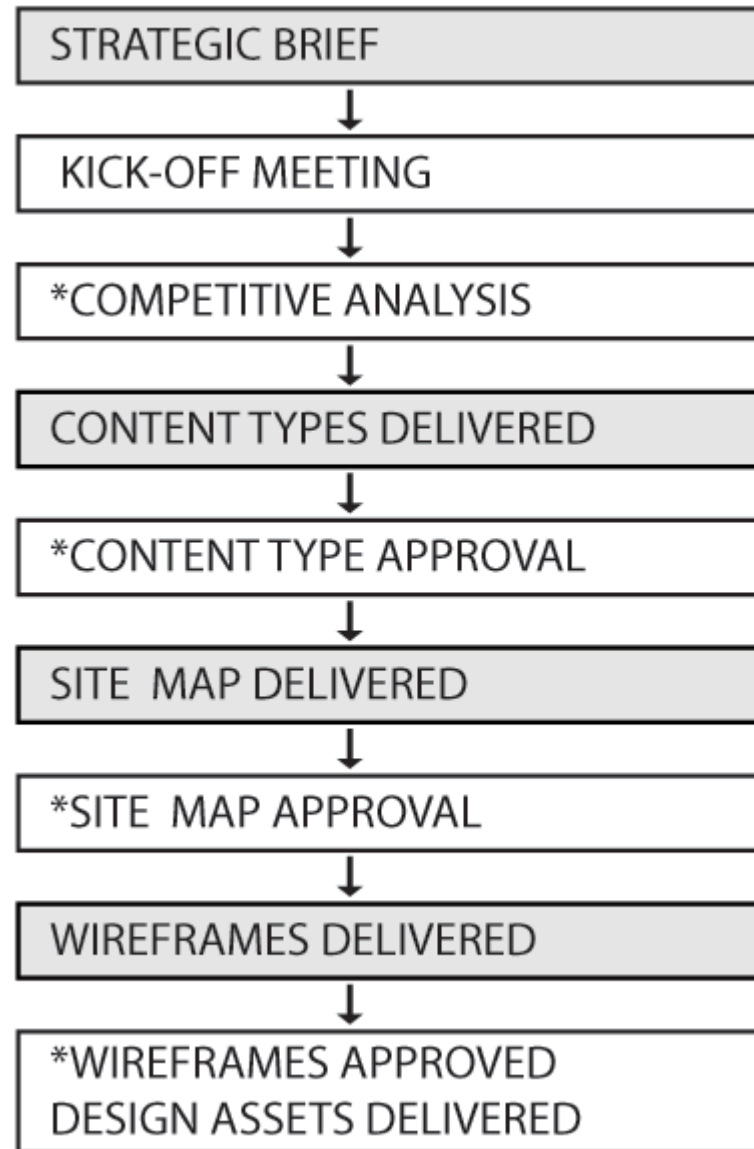 STRATEGIC BRIEF
KICK-OFF MEETING
*COMPETITIVE ANALYSIS
CONTENT TYPES DELIVERED
*CONTENT TYPE APPROVAL
SITE MAP DELIVERED
*SITE MAP APPROVAL
WIREFRAMES DELIVERED
*WIREFRAMES APPROVED
DESIGN ASSETS DELIVERED